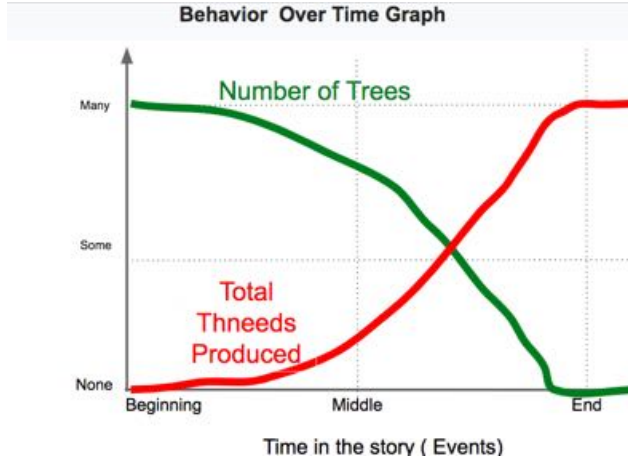 Behavior Over Time Graph
Many
Number of Trees
Some
Total
Thneeds
Produced
None
Beginning
Middle
End
Time in the story ( Events)